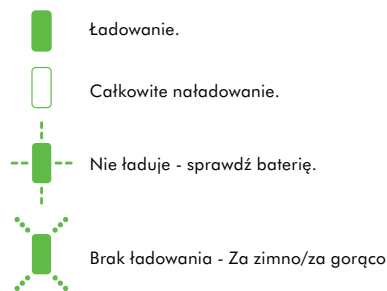 Ładowanie.
Całkowite naładowanie.
Nie ładuje - sprawdź baterię.
Brak ładowania - Za zimno/za gorąco